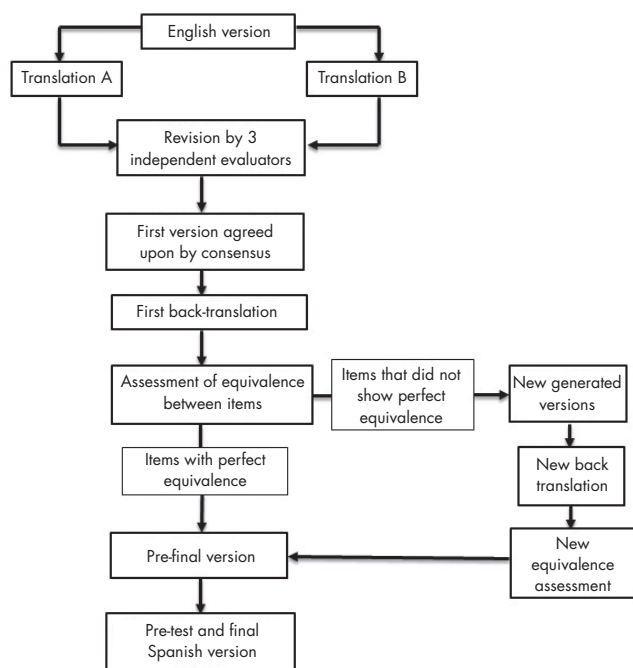 English version
Translation A
Translation B
Revision by 3
independent evaluators
First version agreed
upon by consensus
First back-translation
Assessment of equivalence
between items
Items that did not
show perfect
equivalence
New generated
versions
Items with perfect
equivalence
New back
translation
Pre-final version
New
equivalence
assessment
Pre-test and final
Spanish version